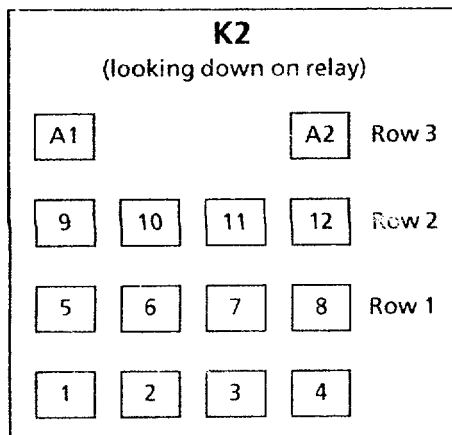 K2
(looking down on relay)
A1 A2 Row 3
9 10 11 12 Row 2
5 6 7 8 Row 1
1 2 3 4